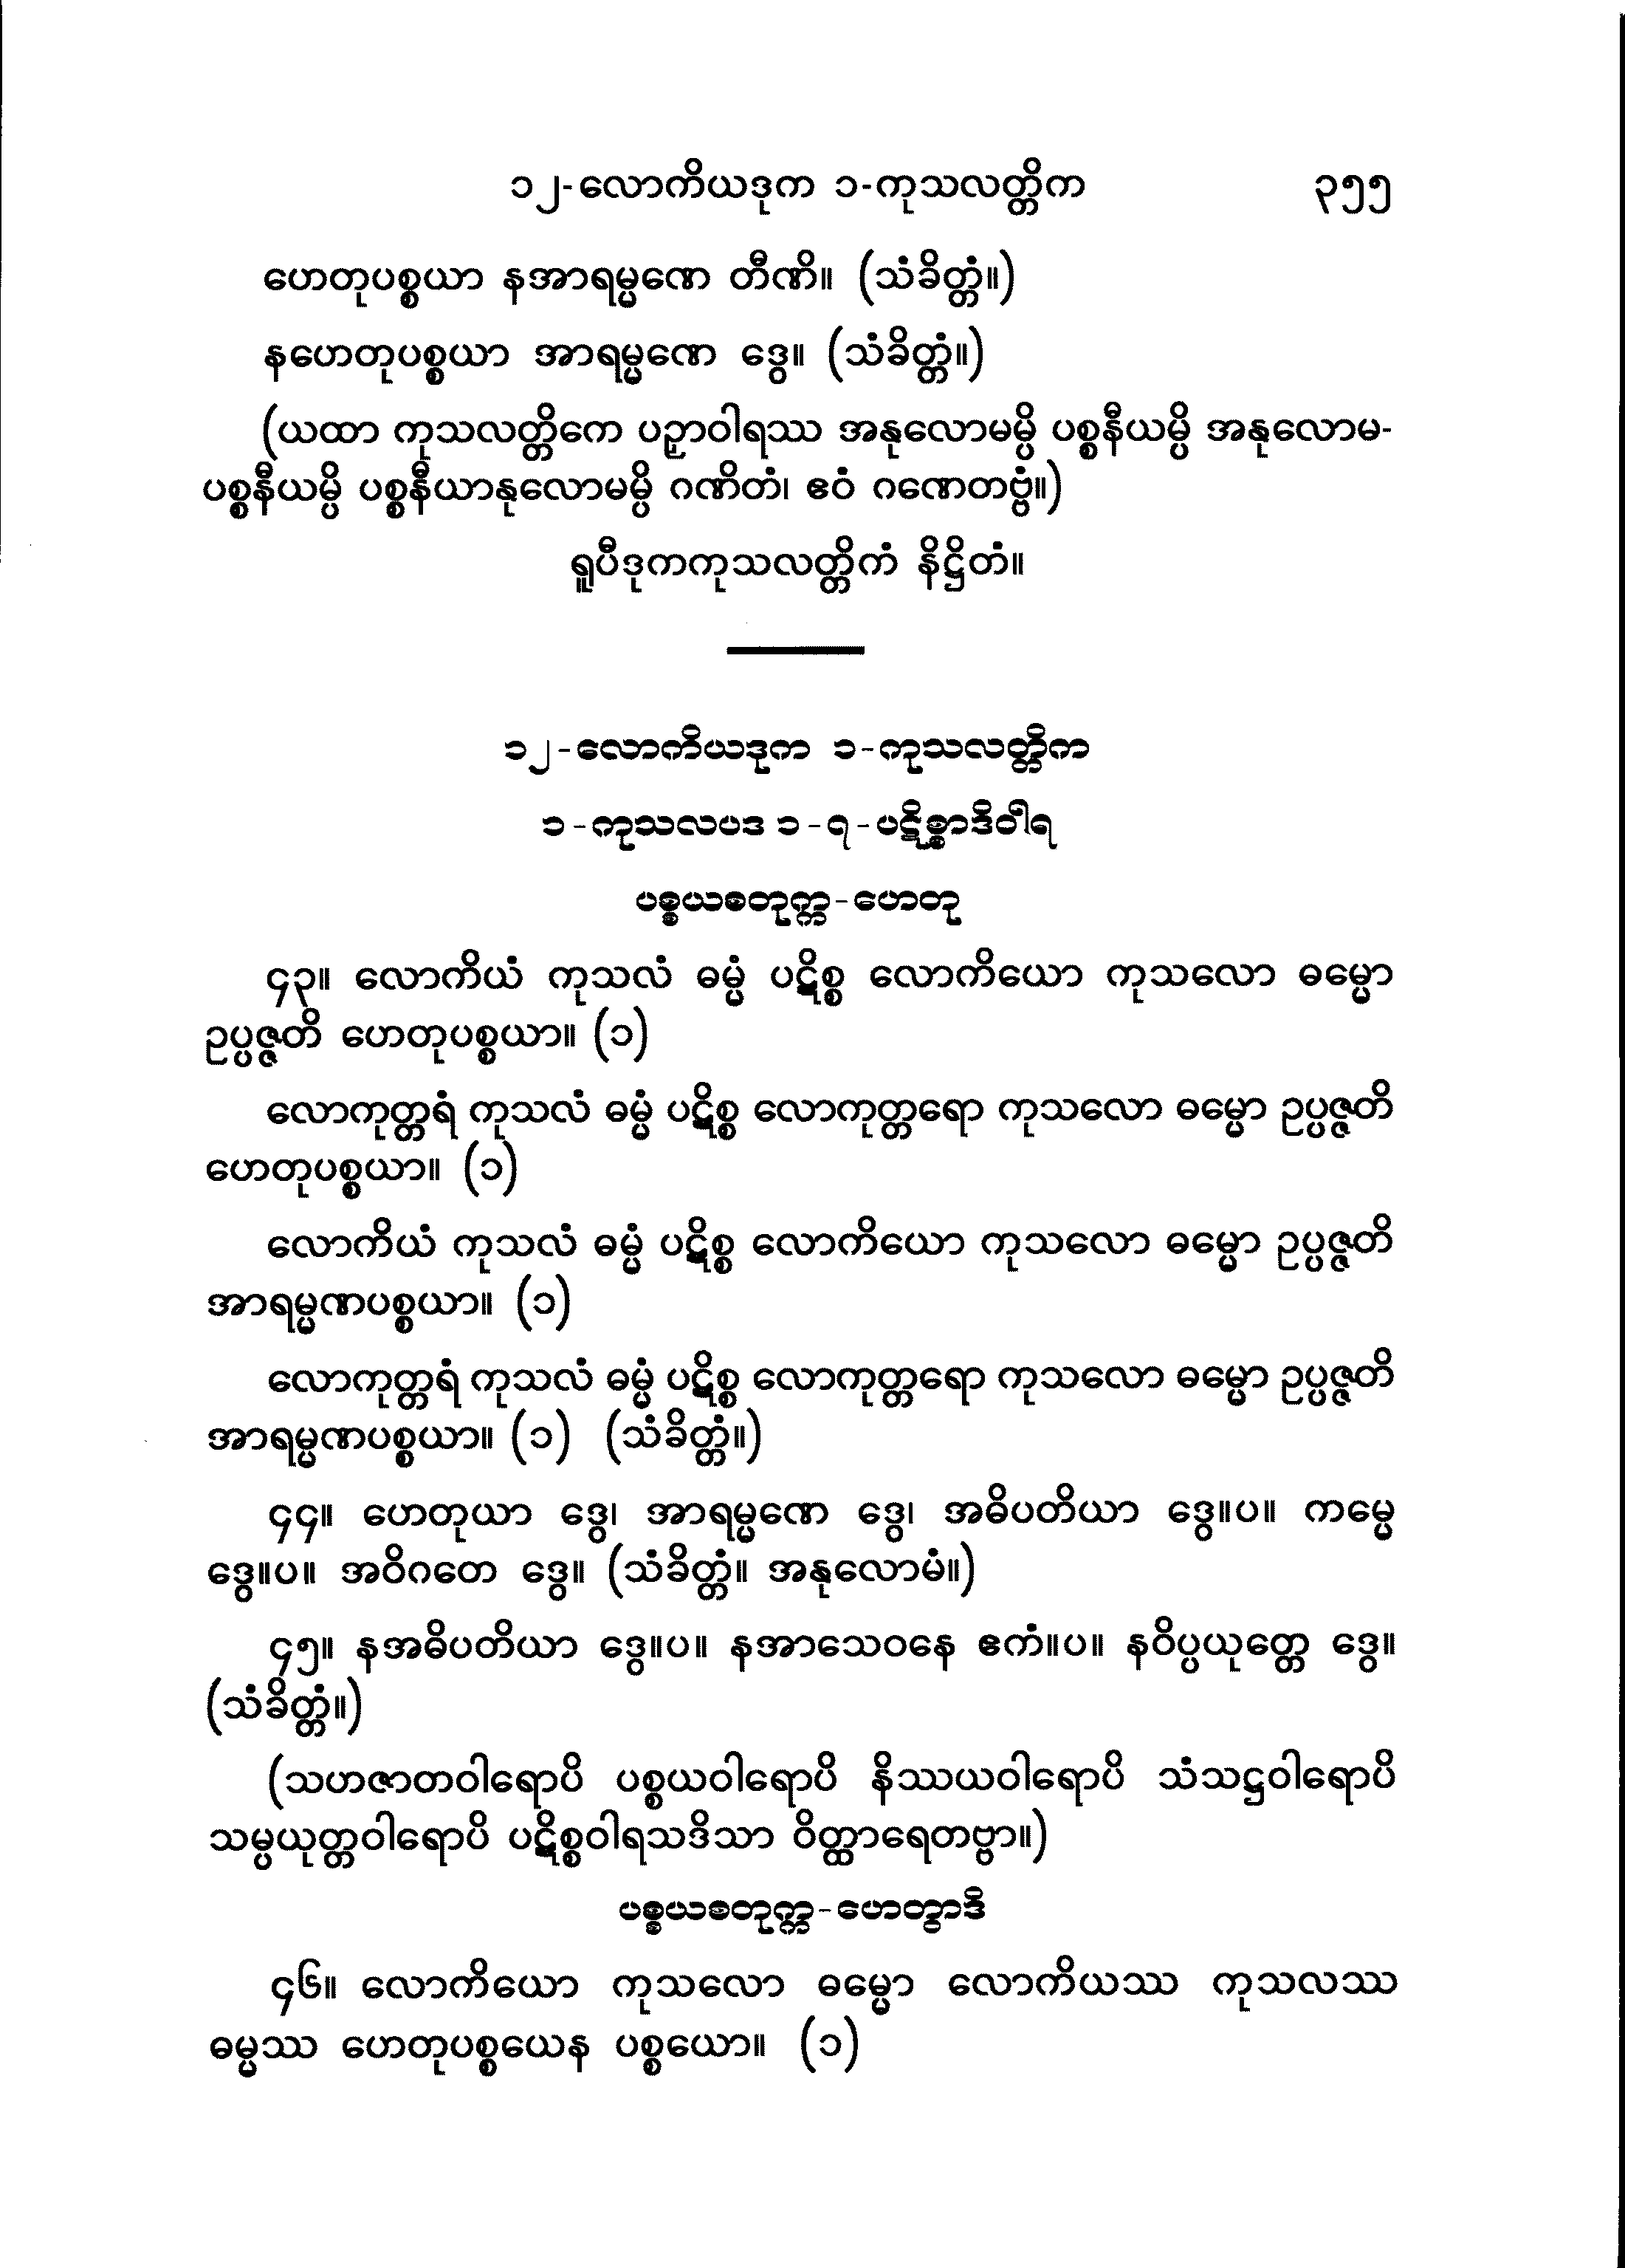 ၁၂-လောကိယဒုက ၁-ကုသလတ္တိက ၃၅၅
ဟေတုပစ္စယာ နအာရမ္မဏေ တီဏိ။ (သံခိတ္တံ။)
နဟေတုပစ္စယာ အာရမ္မဏေ ဒွေ။ (သံခိတ္တံ။)
(ယထာ ကုသလတ္တိကေ ပဉှာဝါရဿ အနုလောမမ္ပိ ပစ္စနီယမ္ပိ အနုလောမ-
ပစ္စနီယမ္ပိ ပစ္စနီယာနုလောမမ္ပိ ဂဏိတံ၊ ဧဝံ ဂဏေတဗ္ဗံ။)
ရူပီဒုကကုသလတ္တိကံ နိဋ္ဌိတံ။
၁၂-လောကိယဒုက ၁-ကုသလတ္တိက
၁-ကုသလပဒ ၁-၇-ပဋိစ္စာဒိဝါရ
ပစ္စယစတုက္က-ဟေတု
၄၃။ လောကိယံ ကုသလံ ဓမ္မံ ပဋိစ္စ လောကိယော ကုသလော ဓမ္မော
ဥပ္ပဇ္ဇတိ ဟေတုပစ္စယာ။ (၁)
လောကုတ္တရံ ကုသလံ ဓမ္မံ ပဋိစ္စ လောကုတ္တရော ကုသလော ဓမ္မော ဥပ္ပဇ္ဇတိ
ဟေတုပစ္စယာ။ (၁)
လောကိယံ ကုသလံ ဓမ္မံ ပဋိစ္စ လောကိယော ကုသလော ဓမ္မော ဥပ္ပဇ္ဇတိ
အာရမ္မဏပစ္စယာ။ (၁)
လောကုတ္တရံ ကုသလံ ဓမ္မံ ပဋိစ္စ လောကုတ္တရော ကုသလော ဓမ္မော ဥပ္ပဇ္ဇတိ
အာရမ္မဏပစ္စယာ။ (၁) (သံခိတ္တံ။)
၄၄။ ဟေတုယာ ဒွေ၊ အာရမ္မဏေ ဒွေ၊ အဓိပတိယာ ဒွေ။ပ။ ကမ္မေ
ဒွေ။ပ။ အဝိဂတေ ဒွေ။ (သံခိတ္တံ။ အနုလောမံ။)
၄၅။ နအဓိပတိယာ ဒွေ။ပ။ နအာသေဝနေ ဧကံ။ပ။ နဝိပ္ပယုတ္တေ ဒွေ။
(သံခိတ္တံ။)
(သဟဇာတဝါရောပိ ပစ္စယဝါရောပိ နိဿယဝါရောပိ သံသဋ္ဌဝါရောပိ
သမ္ပယုတ္တဝါရောပိ ပဋိစ္စဝါရသဒိသာ ဝိတ္ထာရေတဗ္ဗာ။)
ပစ္စယစတုက္က-ဟေတွာဒိ
၄၆။ လောကိယော ကုသလော ဓမ္မော လောကိယဿ ကုသလဿ
ဓမ္မဿ ဟေတုပစ္စယေန ပစ္စယော။ (၁)